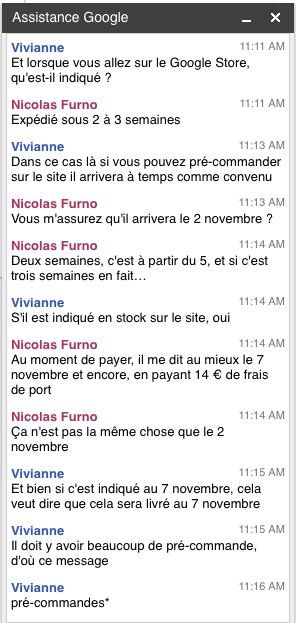 Assistance Google
Vivianne 11:11 AM
Et lorsque vous allez sur le Google Store,
qu'est-il indiqué ?
Nicolas Furno 11:11 AM
Expédié sous 2 à 3 semaines
Vivianne 11:13 AM
Dans ce cas là si vous pouvez pré-commander
sur le site il arrivera à temps comme convenu
Nicolas Furno 11:13 AM
Vous m'assurez qu'il arrivera le 2 novembre ?
Nicolas Furno 11:14 AM
Deux semaines, c'est à partir du 5, et si c'est
trois semaines en fait…
Vivianne 11:14 AM
S'il est indiqué en stock sur le site, oui
Nicolas Furno 11:14 AM
Au moment de payer, il me dit au mieux le 7
novembre et encore, en payant 14 € de frais
de port
Nicolas Furno 11:14 AM
Ça n'est pas la même chose que le 2
novembre
Vivianne 11:15 AM
Et bien si c'est indiqué au 7 novembre, cela
veut dire que cela sera livré au 7 novembre
Vivianne 11:15 AM
Il doit y avoir beaucoup de pré-commande,
d'où ce message
Vivianne 11:16 AM
pré-commandes*